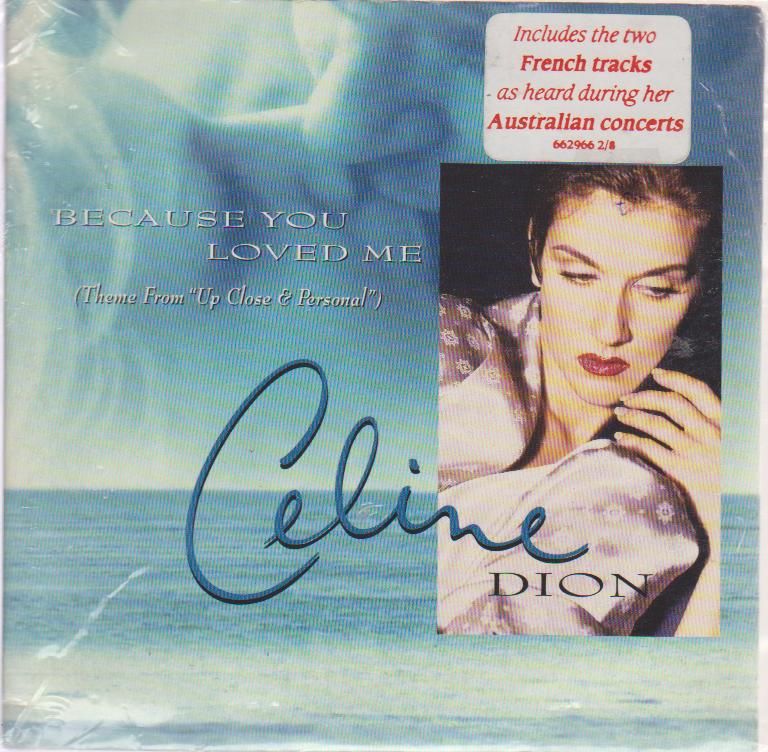 Includes the two
French tracks
as heard during her
Australian concerts
662966 2/8
BECAUSE YOU
LOVED ME
(Theme From "Up Close & Personal")
Celine
DION